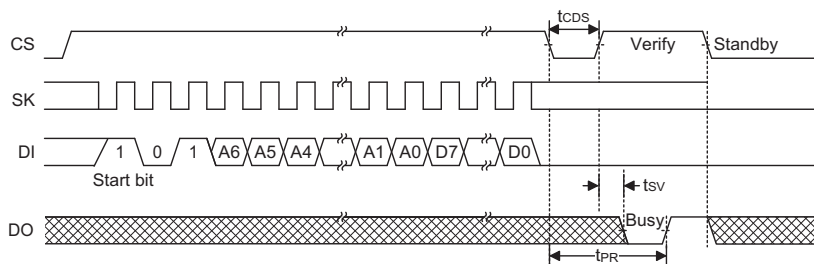 tCDS
CS
Verify
Standby
SK
DI
1 0 1 A6 A5 A4 A1 A0 D7 D0
Start bit
tSV
DO
Busy
tPR